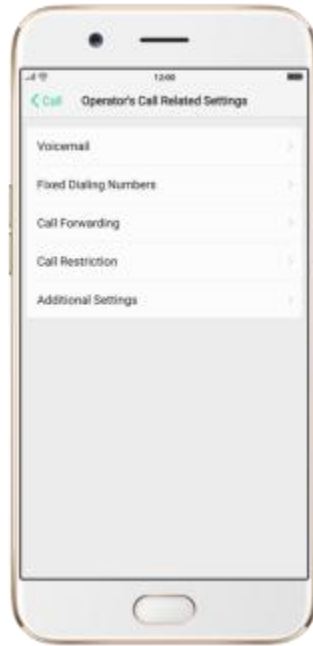 12:00
Call Operator's Call Related Settings
Voicemail
Fixed Dialing Numbers
Call Forwarding
Call Restriction
Additional Settings